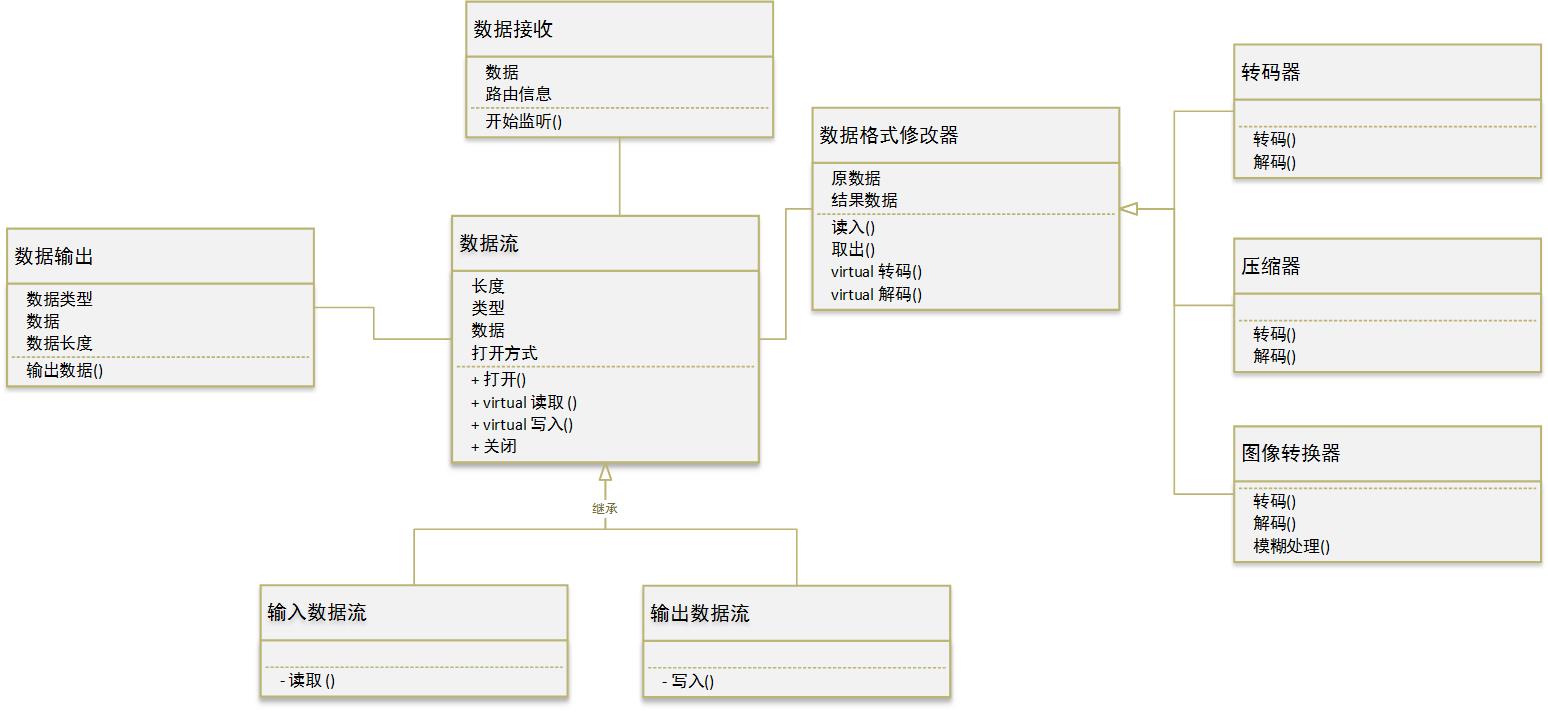 数据接收
数据
路由信息
开始监听()
数据格式修改器
原数据
结果数据
读入()
取出()
virtual 转码()
virtual 解码()
转码器
转码()
解码()
数据输出
数据类型
数据
数据长度
输出数据()
数据流
长度
类型
数据
打开方式
+ 打开()
+ virtual 读取 ()
+ virtual 写入()
+ 关闭
压缩器
转码()
解码()
图像转换器
转码()
解码()
模糊处理()
继承
输入数据流
- 读取 ()
输出数据流
- 写入()